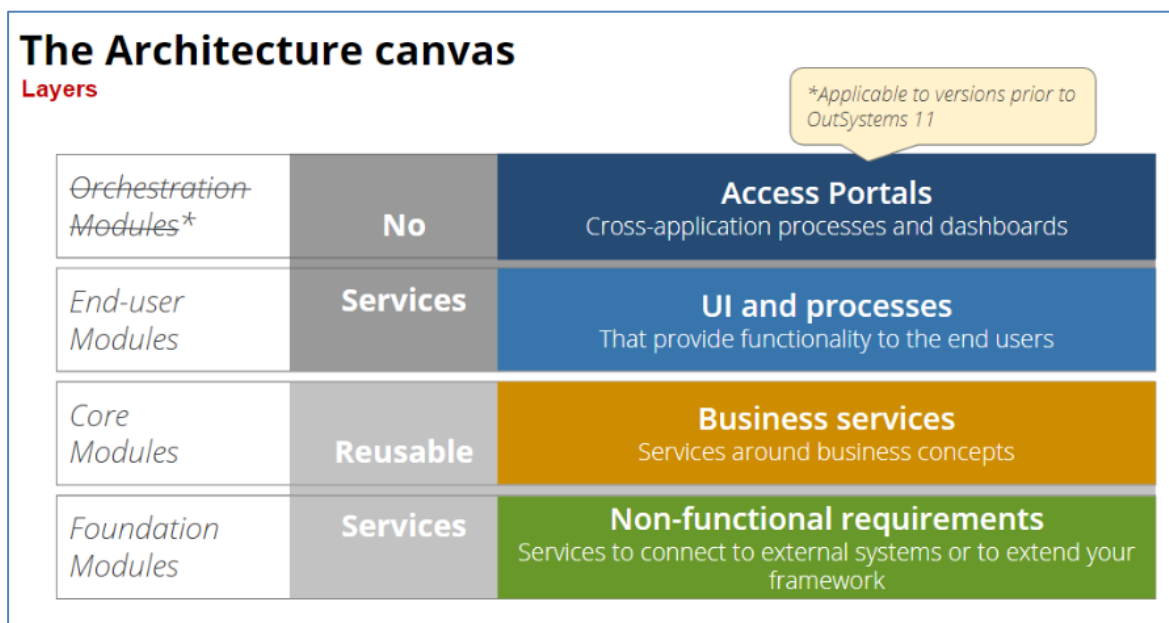 The Architecture canvas
Layers
*Applicable to versions prior to
OutSystems 11
Orchestration
Modules*
No
Access Portals
Cross-application processes and dashboards
End-user
Modules
Services
UI and processes
That provide functionality to the end users
Core
Modules
Reusable
Business services
Services around business concepts
Foundation
Modules
Services
Non-functional requirements
Services to connect to external systems or to extend your
framework